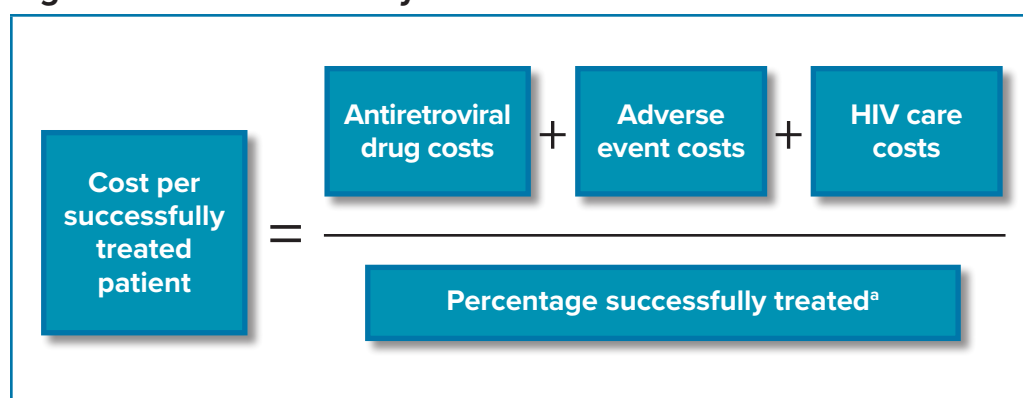 Antiretroviral
drug costs
+
Adverse
event costs
+
HIV care
costs
Cost per
successfully
treated
patient
=
Percentage successfully treatedᵃ